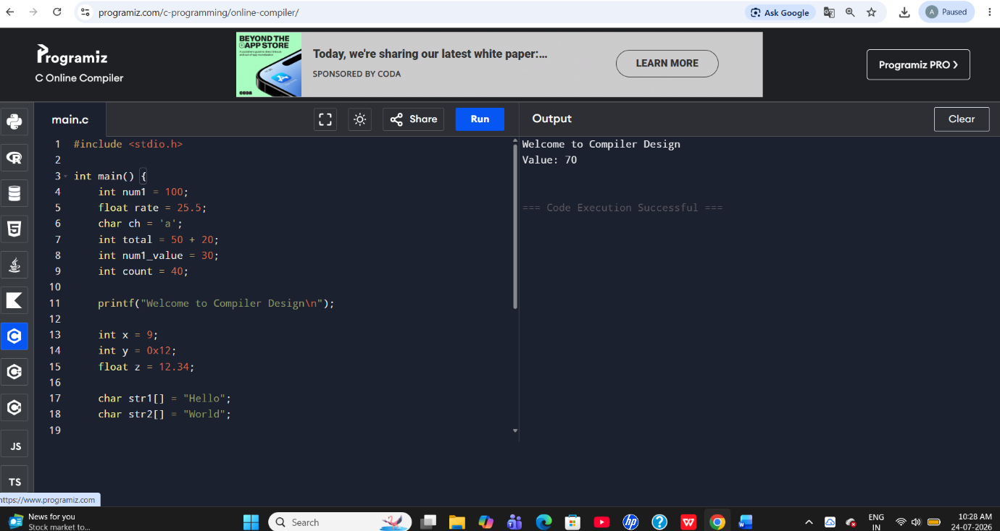 programiz.com/c-programming/online-compiler/
Ask Google
A
Paused
Programiz
C Online Compiler
BEYOND THE
APP STORE
CODA
Today, we're sharing our latest white paper:...
SPONSORED BY CODA
LEARN MORE
Programiz PRO ❯
main.c
Share
Run
Output
Clear
1 #include <stdio.h>
2
3 int main() {
4 int num1 = 100;
5 float rate = 25.5;
6 char ch = 'a';
7 int total = 50 + 20;
8 int num1_value = 30;
9 int count = 40;
10
11 printf("Welcome to Compiler Design\n");
12
13 int x = 9;
14 int y = 0x12;
15 float z = 12.34;
16
17 char str1[] = "Hello";
18 char str2[] = "World";
19
Welcome to Compiler Design
Value: 70
=== Code Execution Successful ===
JS
TS
https://www.programiz.com
News for you
Stock market to...
Search
ENG
IN
10:28 AM
24-07-2026